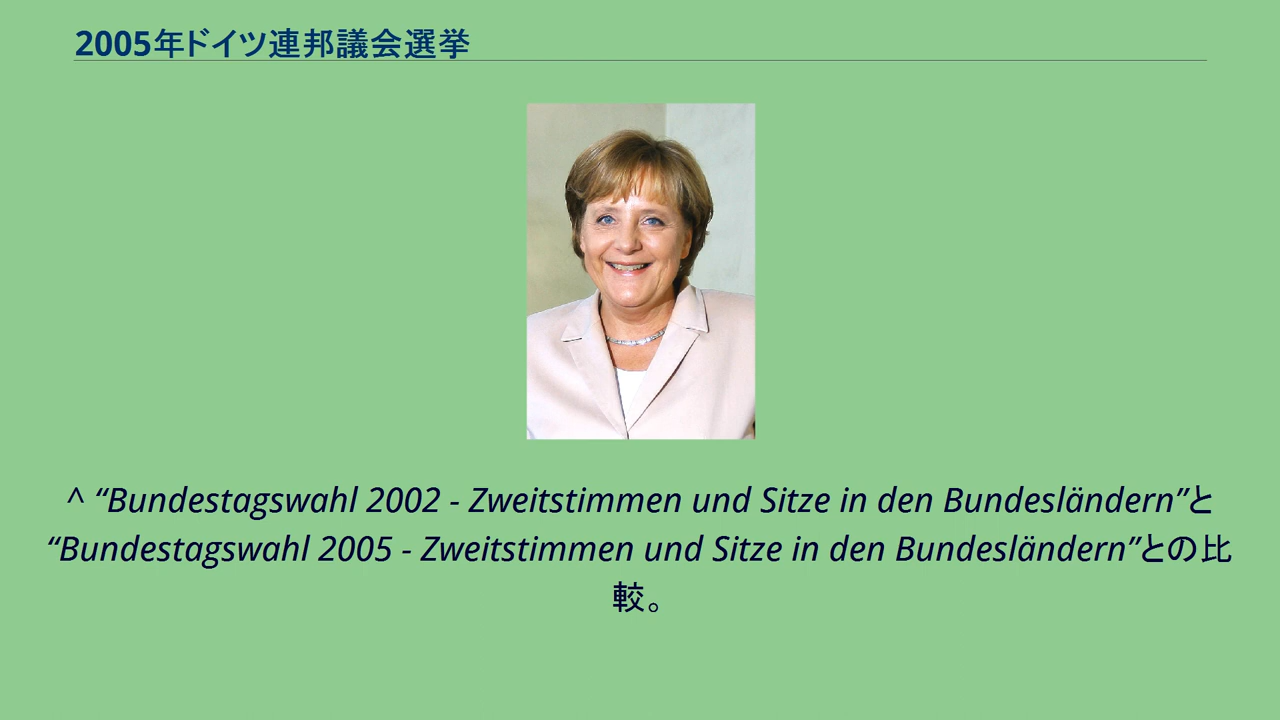 2005年ドイツ連邦議会選挙
^ “Bundestagswahl 2002 - Zweitstimmen und Sitze in den Bundesländern”と
“Bundestagswahl 2005 - Zweitstimmen und Sitze in den Bundesländern”との比
較。